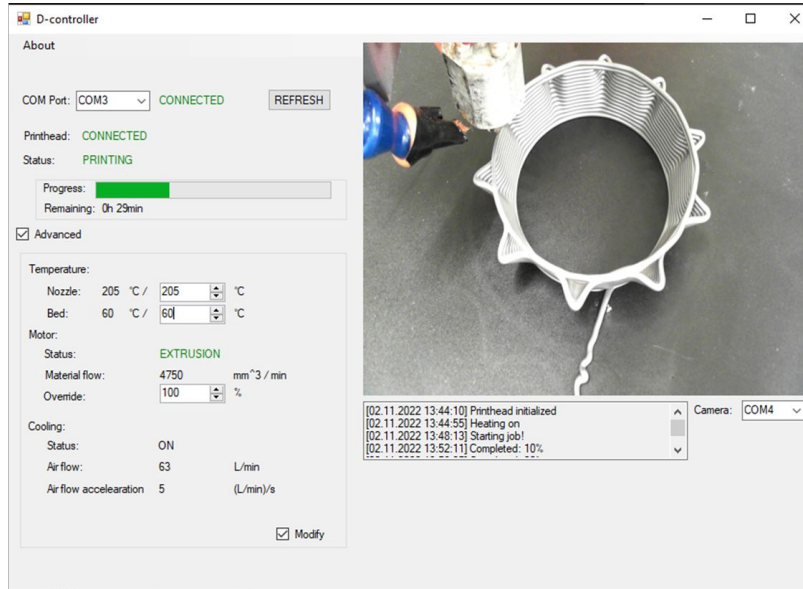 D-controller
About
COM Port: COM3 CONNECTED REFRESH
Printhead: CONNECTED
Status: PRINTING
Progress:
Remaining: 0h 29min
Advanced
Temperature:
Nozzle: 205 °C / 205 °C
Bed: 60 °C / 60 °C
Motor:
Status: EXTRUSION
Material flow: 4750 mm^3 / min
Override: 100 %
Cooling:
Status: ON
Air flow: 63 L/min
Air flow accelearation 5 (L/min)/s
Modify
[02.11.2022 13:44:10] Printhead initialized
[02.11.2022 13:44:55] Heating on
[02.11.2022 13:48:13] Starting job!
[02.11.2022 13:52:11] Completed: 10%
Camera: COM4